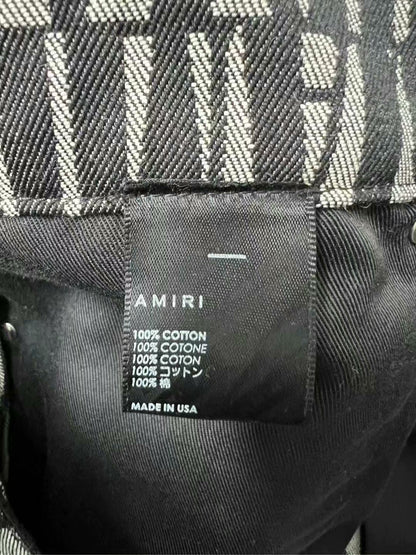 AMIRI
100% COTTON
100% COTONE
100% COTON
100% コットン
100% 棉
MADE IN USA